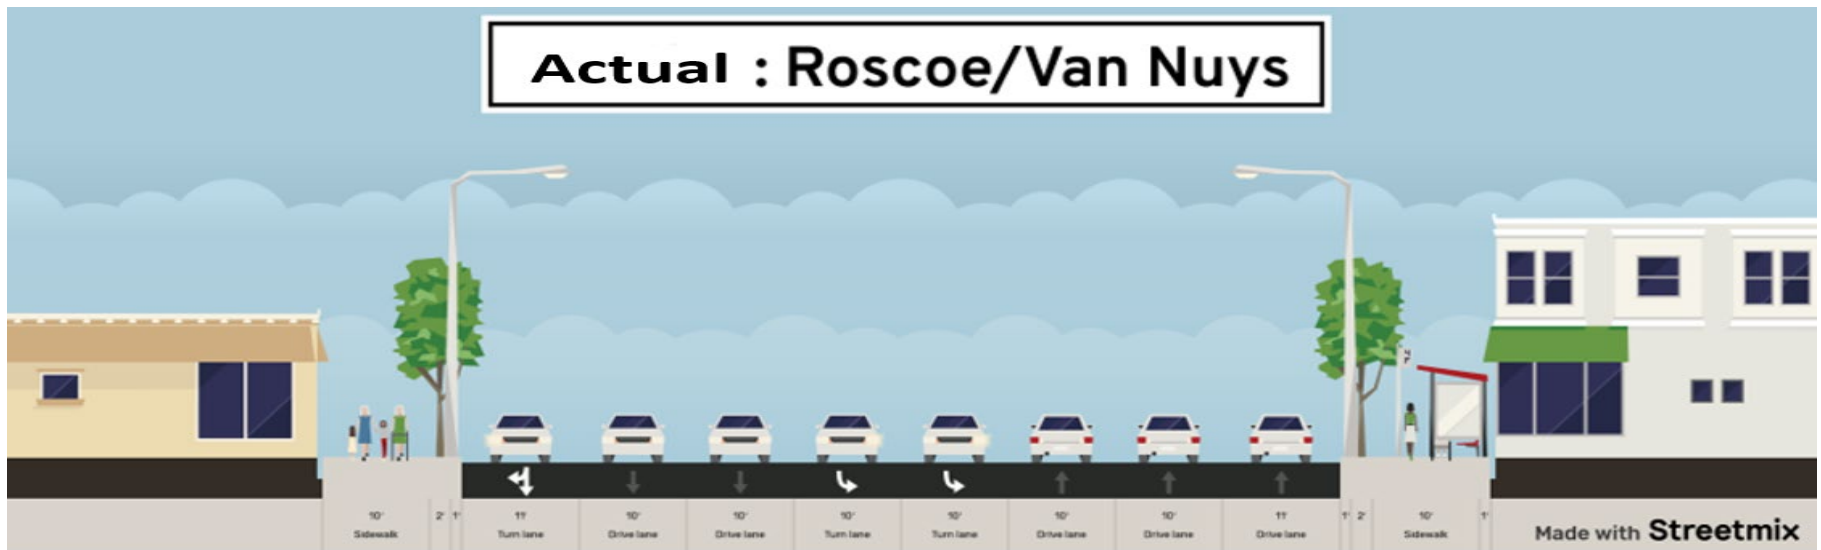 Actual : Roscoe/Van Nuys
10' 2' 1' 11' 10' 10' 10' 10' 10' 10' 11' 1' 2' 10' 1'
Sidewalk Turn lane Drive lane Drive lane Turn lane Turn lane Drive lane Drive lane Drive lane Sidewalk
Made with Streetmix